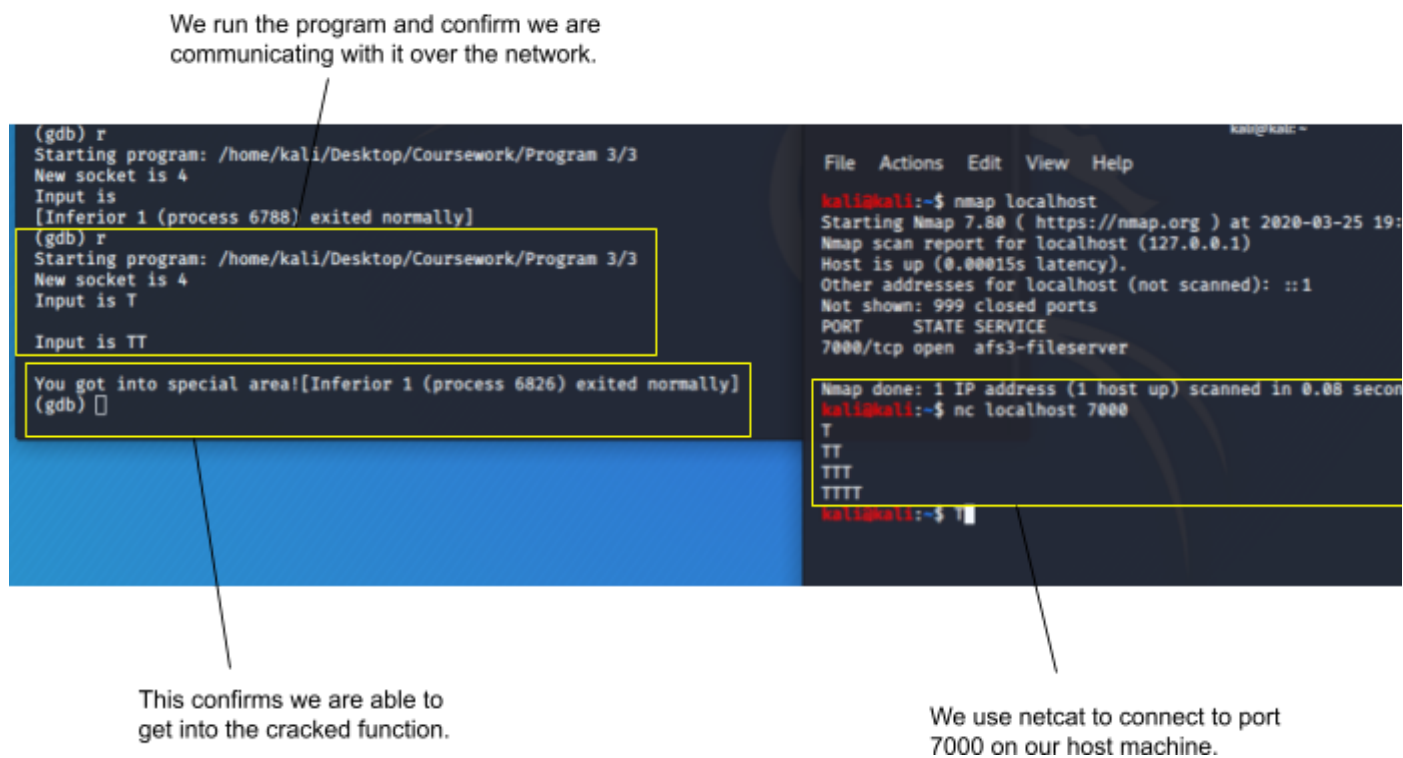 We run the program and confirm we are
communicating with it over the network.
(gdb) r
Starting program: /home/kali/Desktop/Coursework/Program 3/3
New socket is 4
Input is
[Inferior 1 (process 6788) exited normally]
(gdb) r
Starting program: /home/kali/Desktop/Coursework/Program 3/3
New socket is 4
Input is T
Input is TT
You got into special area![Inferior 1 (process 6826) exited normally]
(gdb)
kali@kali: ~
File Actions Edit View Help
kali@kali:~$ nmap localhost
Starting Nmap 7.80 ( https://nmap.org ) at 2020-03-25 19:
Nmap scan report for localhost (127.0.0.1)
Host is up (0.00015s latency).
Other addresses for localhost (not scanned): ::1
Not shown: 999 closed ports
PORT STATE SERVICE
7000/tcp open afs3-fileserver
Nmap done: 1 IP address (1 host up) scanned in 0.08 secon
kali@kali:~$ nc localhost 7000
T
TT
TTT
TTTT
kali@kali:~$ T
This confirms we are able to
get into the cracked function.
We use netcat to connect to port
7000 on our host machine.